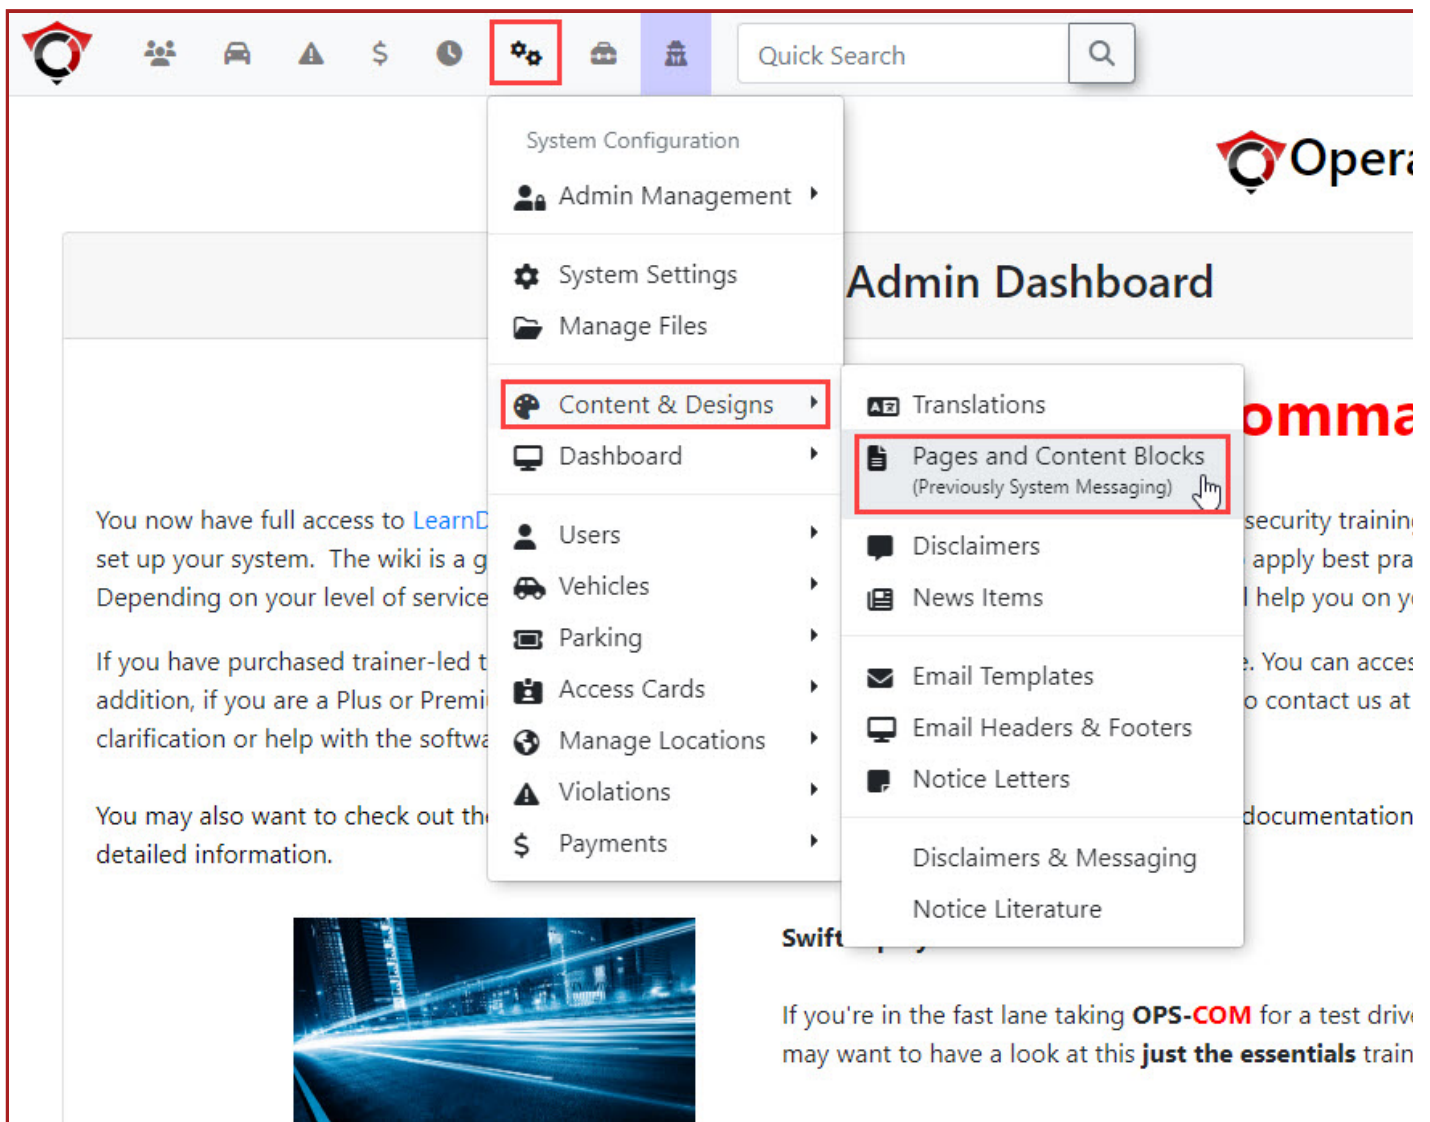 Quick Search
Opera
System Configuration
Admin Management
System Settings
Manage Files
Content & Designs
Dashboard
Users
Vehicles
Parking
Access Cards
Manage Locations
Violations
Payments
Translations
Pages and Content Blocks
(Previously System Messaging)
Disclaimers
News Items
Email Templates
Email Headers & Footers
Notice Letters
Disclaimers & Messaging
Notice Literature
Admin Dashboard
omma
You now have full access to LearnD security training
set up your system. The wiki is a g apply best pra
Depending on your level of service help you on y
If you have purchased trainer-led t e. You can acces
addition, if you are a Plus or Premi o contact us at
clarification or help with the softwa
You may also want to check out the documentation
detailed information.
Swift
If you're in the fast lane taking OPS-COM for a test drive
may want to have a look at this just the essentials train